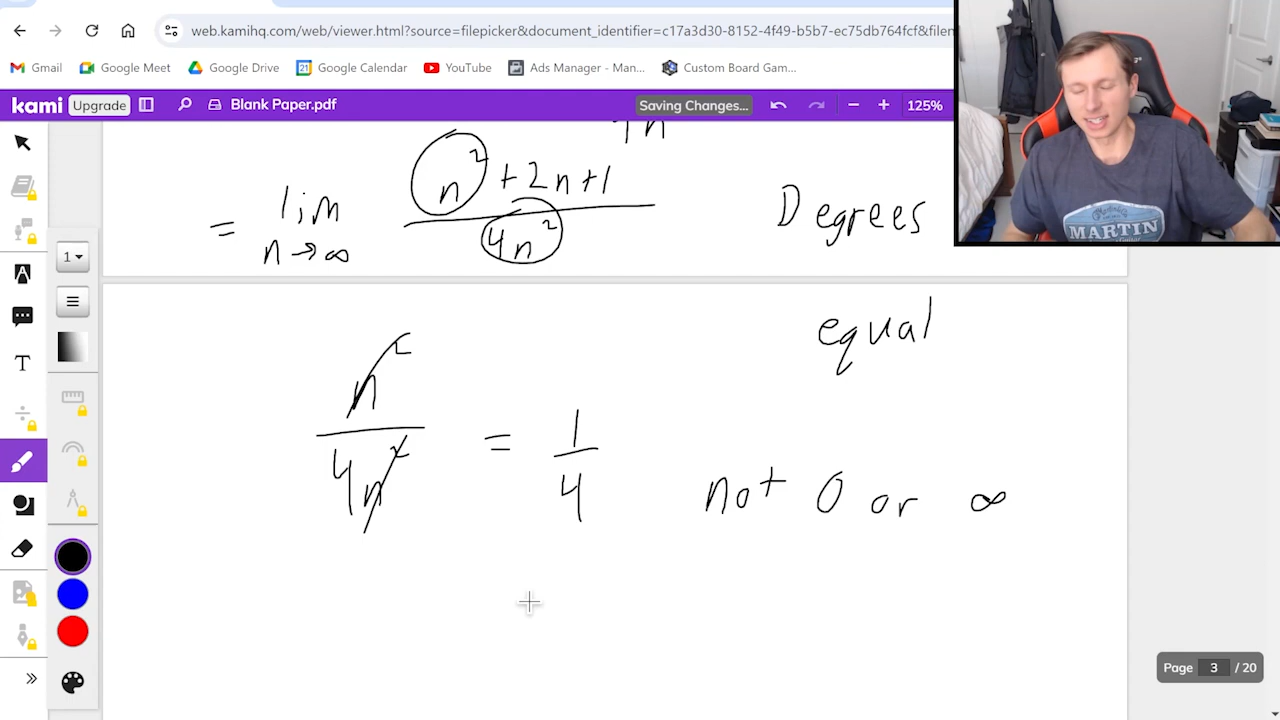 web.kamihq.com/web/viewer.html?source=filepicker&document_identifier=c17a3d30-8152-4f49-b5b7-ec75db764fcf&filen
Gmail Google Meet Google Drive Google Calendar YouTube Ads Manager - Man... Custom Board Gam...
kami Upgrade Blank Paper.pdf Saving Changes... 125%
4n
= lim n→∞ n² + 2n + 1 / 4n² Degrees
equal
n² / 4n² = 1/4 not 0 or ∞
1
T
MARTIN
Page 3 / 20